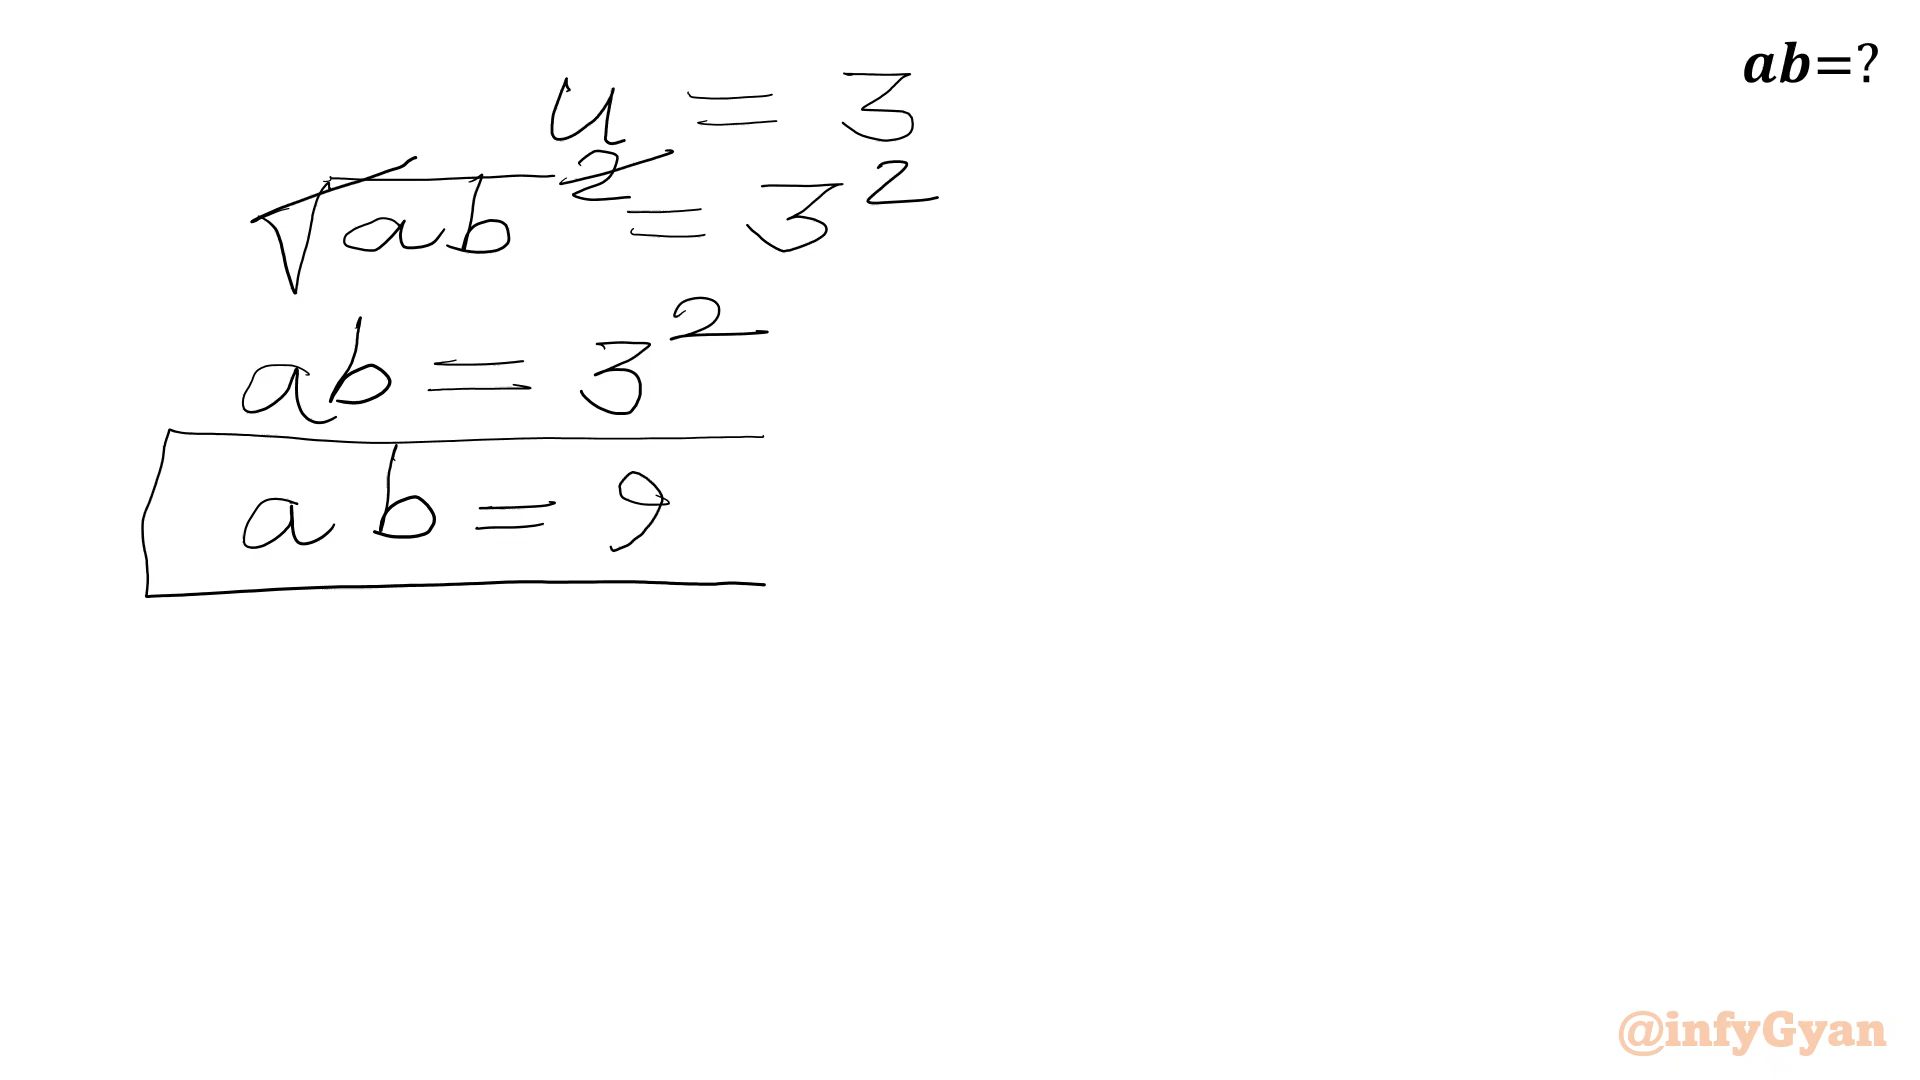 ab=?
u = 3
√ab² = 3²
ab = 3²
ab = 9
@infyGyan